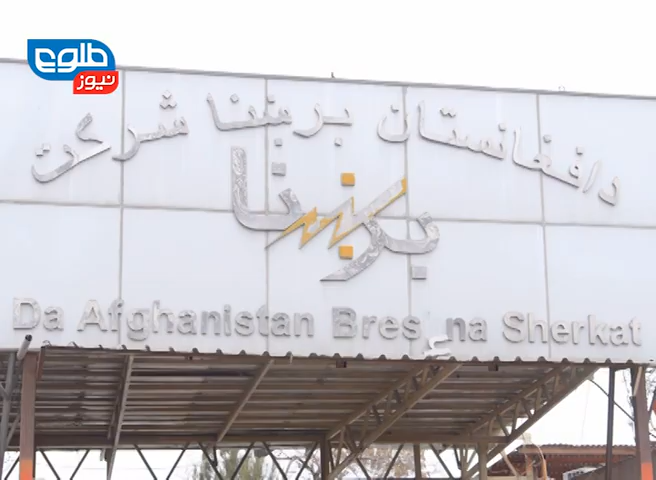 طلوع
نیوز
دافغانستان برښنا شرکت
برښنا
Da Afghanistan Bres na Sherkat